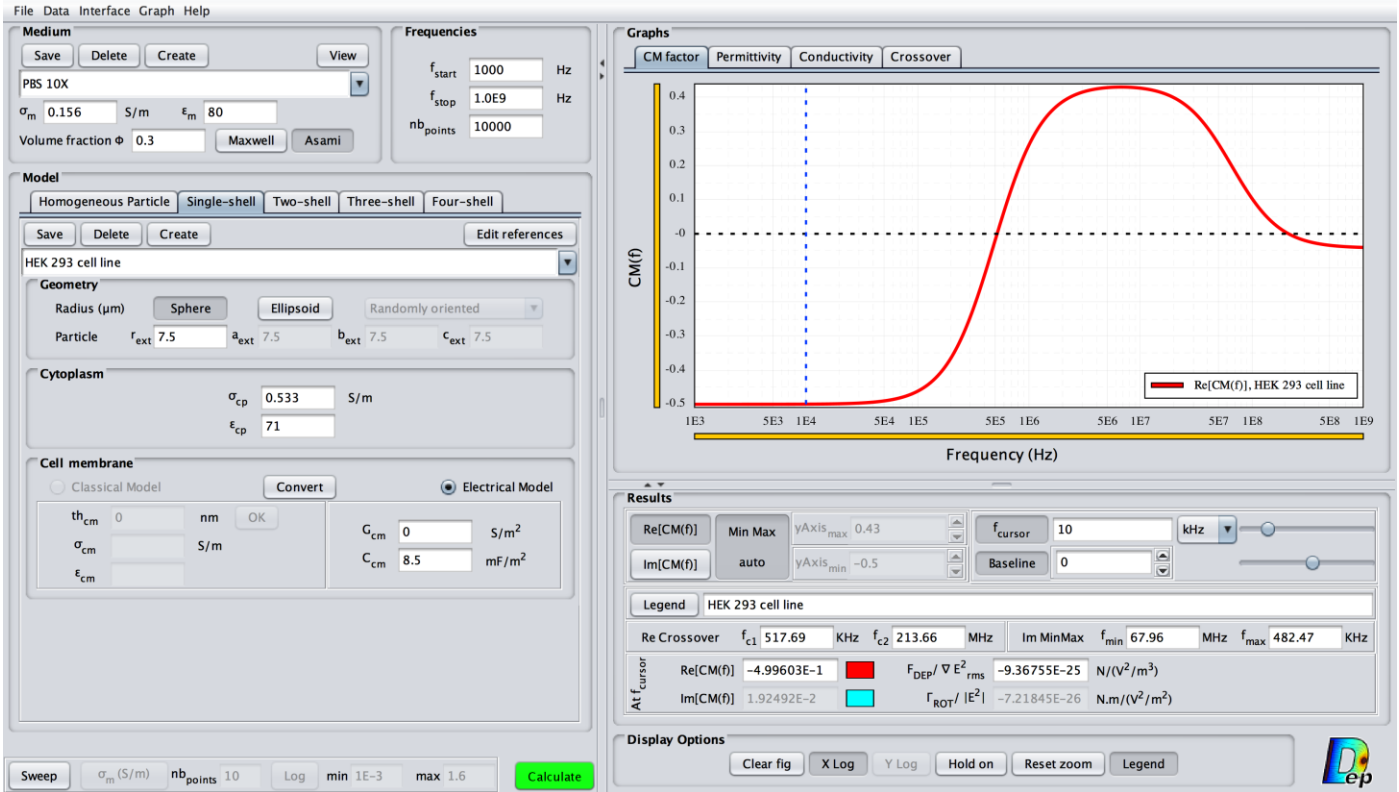 File Data Interface Graph Help
Medium
Save Delete Create View
PBS 10X
σm 0.156 S/m εm 80
Volume fraction Φ 0.3 Maxwell Asami
Frequencies
fstart 1000 Hz
fstop 1.0E9 Hz
nbpoints 10000
Model
Homogeneous Particle Single-shell Two-shell Three-shell Four-shell
Save Delete Create Edit references
HEK 293 cell line
Geometry
Radius (µm) Sphere Ellipsoid Randomly oriented
Particle rext 7.5 aext 7.5 bext 7.5 cext 7.5
Cytoplasm
σcp 0.533 S/m
εcp 71
Cell membrane
Classical Model Convert Electrical Model
thcm 0 nm OK
σcm S/m
εcm
Gcm 0 S/m²
Ccm 8.5 mF/m²
Sweep σm (S/m) nbpoints 10 Log min 1E-3 max 1.6 Calculate
Graphs
CM factor Permittivity Conductivity Crossover
CM(f)
0.4
0.3
0.2
0.1
-0
-0.1
-0.2
-0.3
-0.4
-0.5
Re[CM(f)], HEK 293 cell line
1E3 5E3 1E4 5E4 1E5 5E5 1E6 5E6 1E7 5E7 1E8 5E8 1E9
Frequency (Hz)
Results
Re[CM(f)] Min Max yAxismax 0.43 fcursor 10 kHz
Im[CM(f)] auto yAxismin -0.5 Baseline 0
Legend HEK 293 cell line
Re Crossover fc1 517.69 KHz fc2 213.66 MHz Im MinMax fmin 67.96 MHz fmax 482.47 KHz
At fcursor
Re[CM(f)] -4.99603E-1 FDEP/ ∇ E²rms -9.36755E-25 N/(V²/m³)
Im[CM(f)] 1.92492E-2 ΓROT/ |E²| -7.21845E-26 N.m/(V²/m²)
Display Options
Clear fig X Log Y Log Hold on Reset zoom Legend
Dep